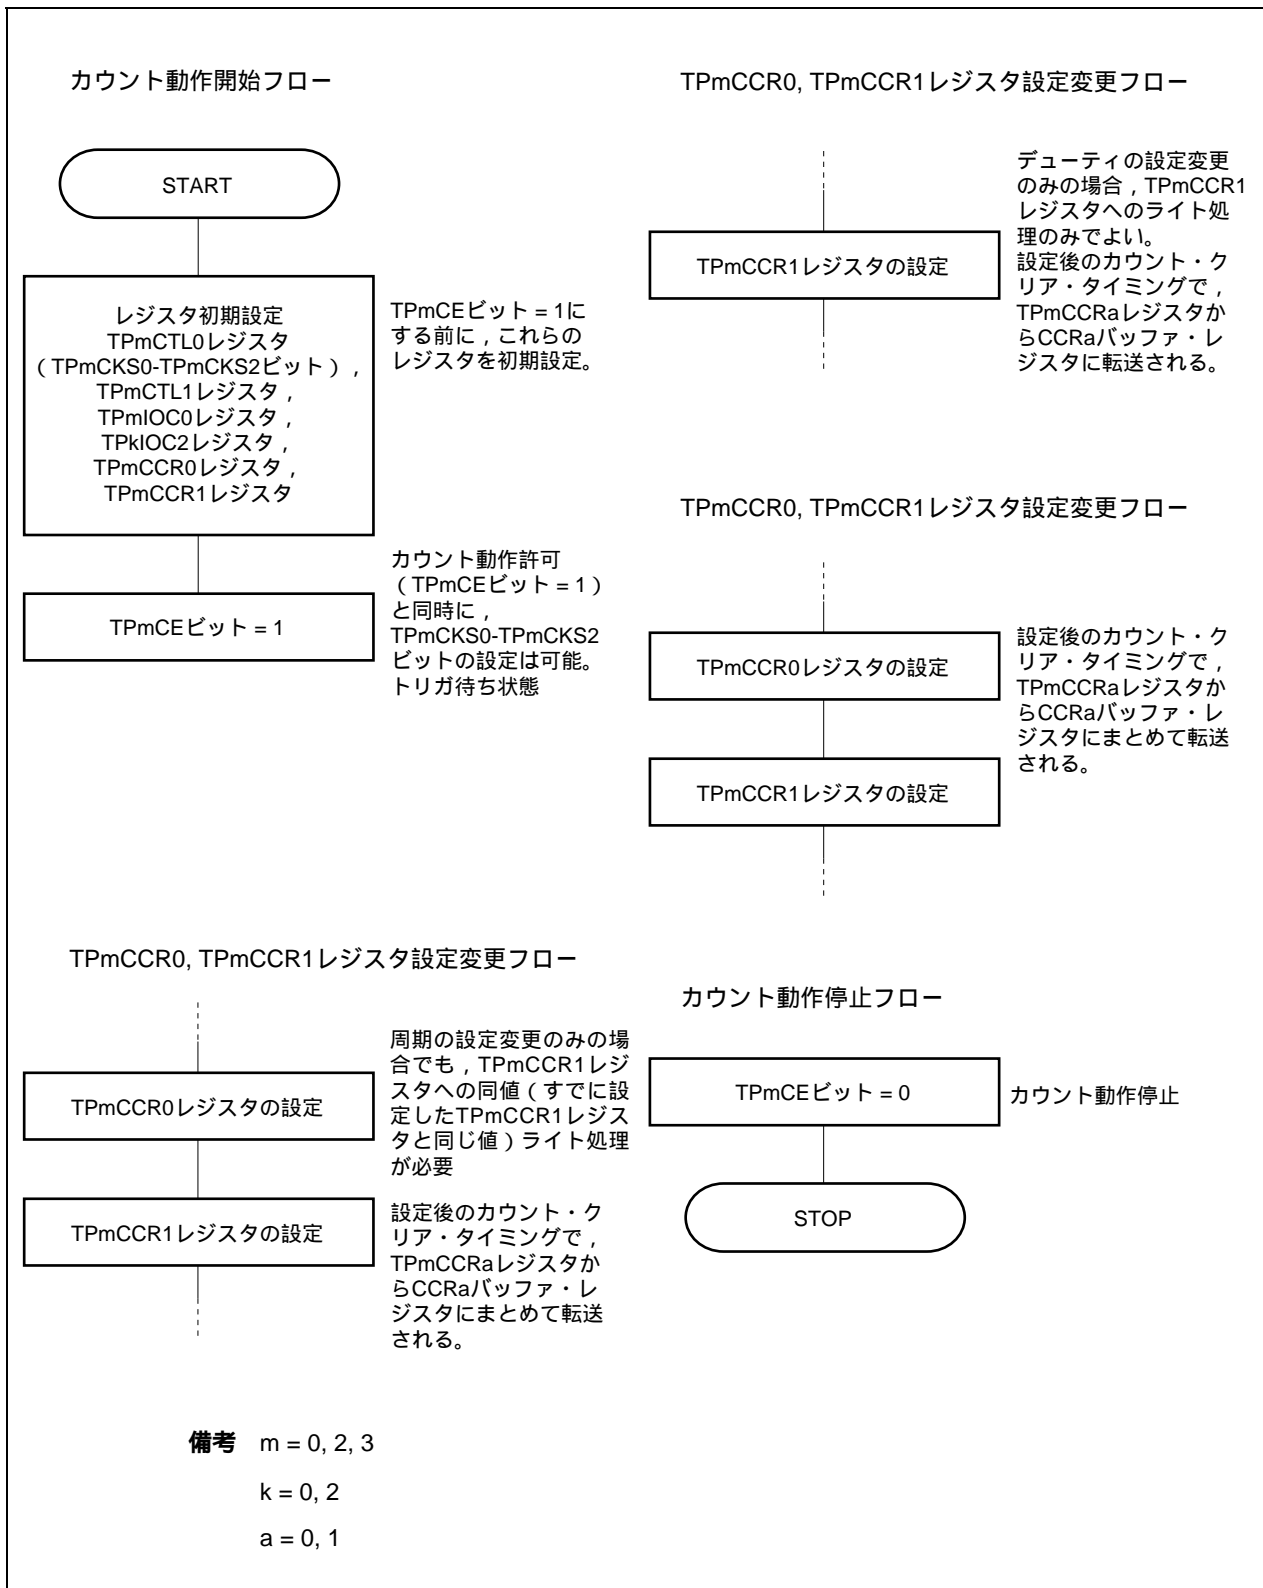 カウント動作開始フロー
START
レジスタ初期設定
TPmCTL0レジスタ
（TPmCKS0-TPmCKS2ビット），
TPmCTL1レジスタ，
TPmIOC0レジスタ，
TPkIOC2レジスタ，
TPmCCR0レジスタ，
TPmCCR1レジスタ
TPmCEビット = 1に
する前に，これらの
レジスタを初期設定。
TPmCEビット = 1
カウント動作許可
（TPmCEビット = 1）
と同時に，
TPmCKS0-TPmCKS2
ビットの設定は可能。
トリガ待ち状態
TPmCCR0, TPmCCR1レジスタ設定変更フロー
TPmCCR1レジスタの設定
デューティの設定変更
のみの場合，TPmCCR1
レジスタへのライト処
理のみでよい。
設定後のカウント・ク
リア・タイミングで，
TPmCCRaレジスタか
らCCRaバッファ・レ
ジスタに転送される。
TPmCCR0, TPmCCR1レジスタ設定変更フロー
TPmCCR0レジスタの設定
設定後のカウント・ク
リア・タイミングで，
TPmCCRaレジスタか
らCCRaバッファ・レ
ジスタにまとめて転送
される。
TPmCCR1レジスタの設定
TPmCCR0, TPmCCR1レジスタ設定変更フロー
TPmCCR0レジスタの設定
周期の設定変更のみの場
合でも，TPmCCR1レジ
スタへの同値（すでに設
定したTPmCCR1レジス
タと同じ値）ライト処理
が必要
TPmCCR1レジスタの設定
設定後のカウント・ク
リア・タイミングで，
TPmCCRaレジスタか
らCCRaバッファ・レ
ジスタにまとめて転送
される。
カウント動作停止フロー
TPmCEビット = 0
カウント動作停止
STOP
備考 m = 0, 2, 3
k = 0, 2
a = 0, 1